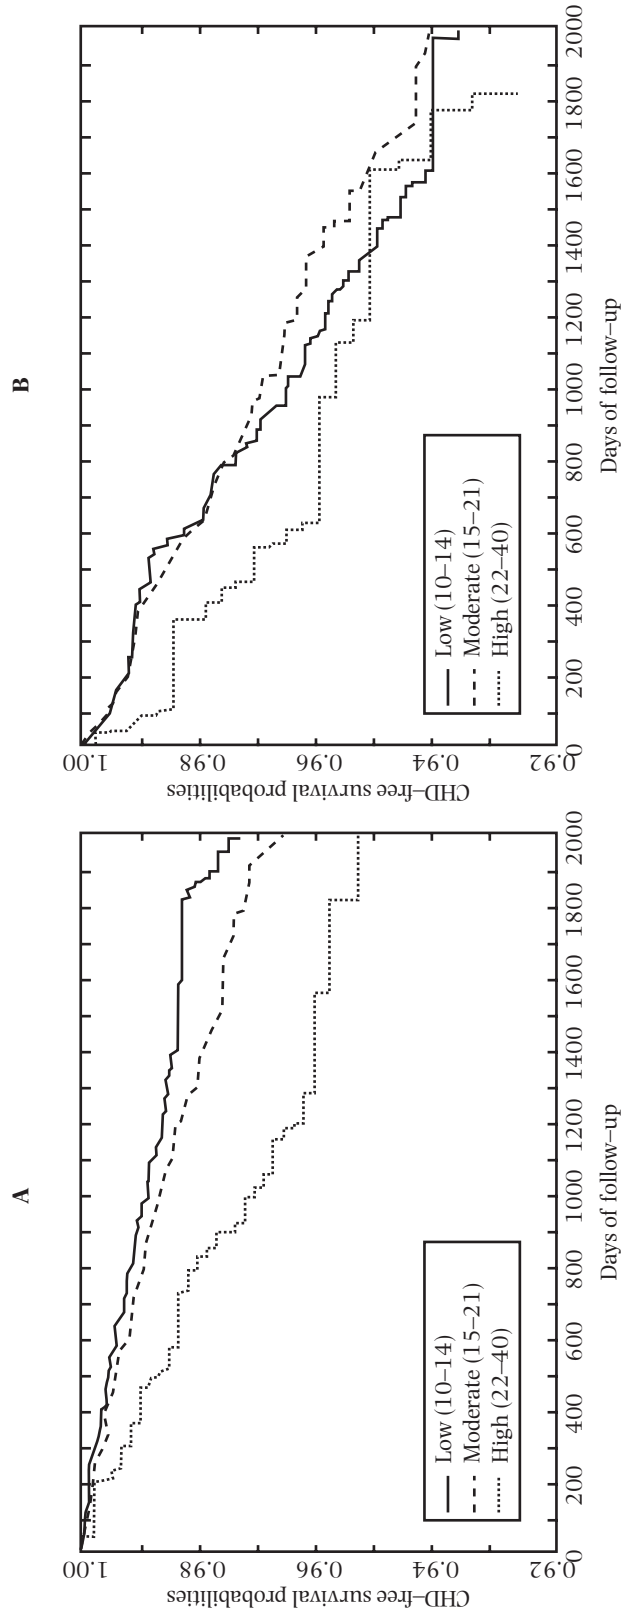 A
CHD–free survival probabilities
1.00
0.98
0.96
0.94
0.92
Low (10–14)
Moderate (15–21)
High (22–40)
0
200
400
600
800
1000
1200
1400
1600
1800
2000
Days of follow–up
B
CHD–free survival probabilities
1.00
0.98
0.96
0.94
0.92
Low (10–14)
Moderate (15–21)
High (22–40)
0
200
400
600
800
1000
1200
1400
1600
1800
2000
Days of follow–up